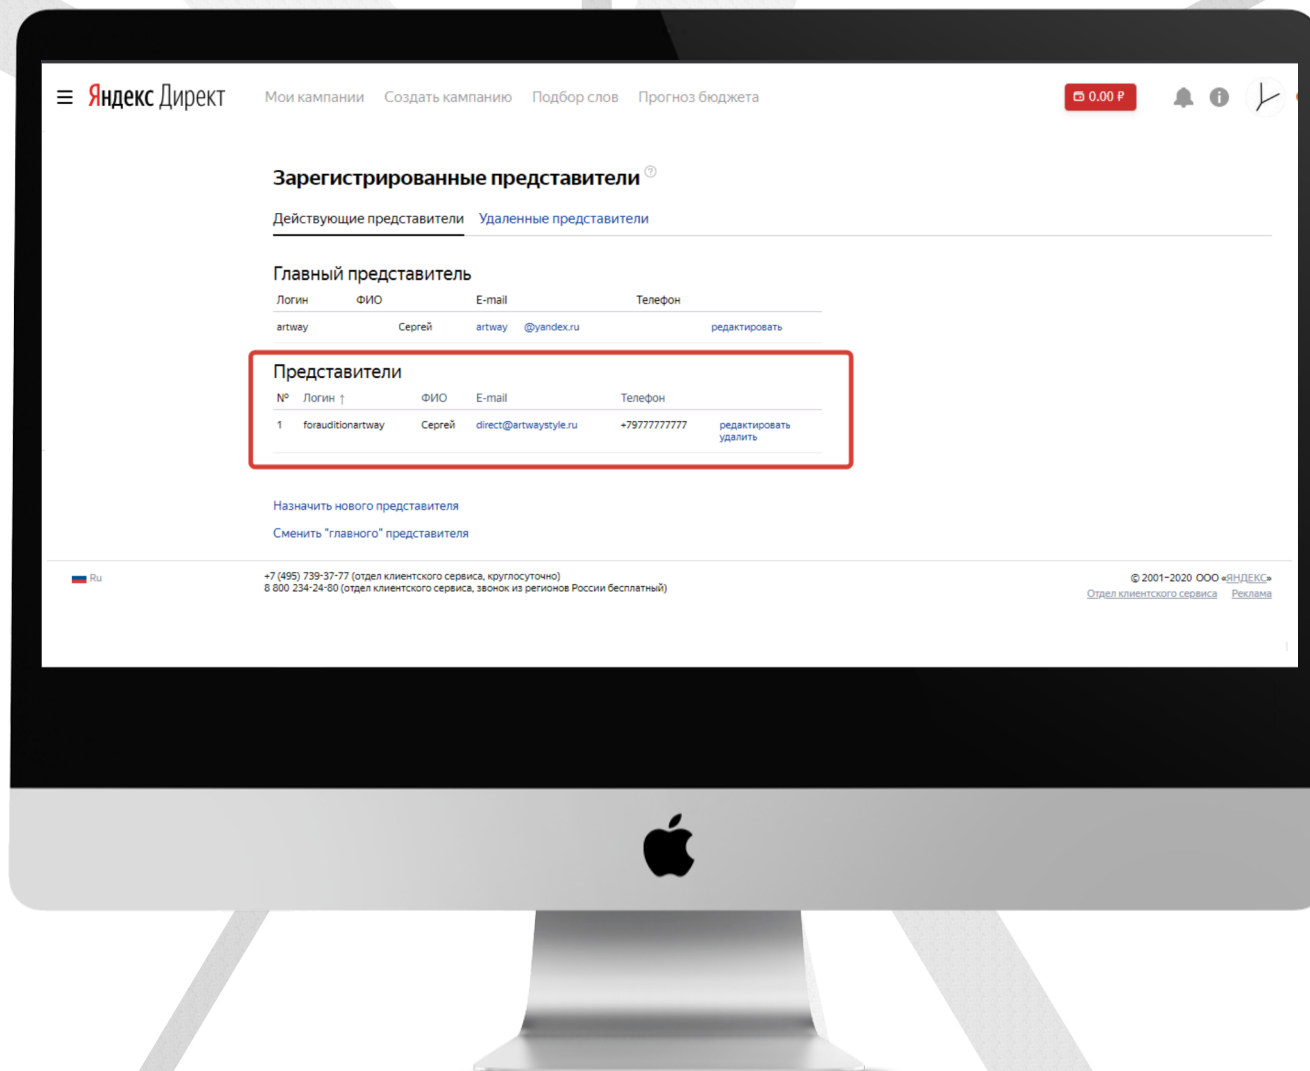 Яндекс Директ Мои кампании Создать кампанию Подбор слов Прогноз бюджета 0.00 ₽
Зарегистрированные представители
Действующие представители Удаленные представители
Главный представитель
Логин ФИО E-mail Телефон
artway Сергей artway @yandex.ru редактировать
Представители
№ Логин ↑ ФИО E-mail Телефон
1 forauditionartway Сергей direct@artwaystyle.ru +79777777777 редактировать
удалить
Назначить нового представителя
Сменить "главного" представителя
Ru +7 (495) 739-37-77 (отдел клиентского сервиса, круглосуточно) © 2001-2020 ООО «ЯНДЕКС»
8 800 234-24-80 (отдел клиентского сервиса, звонок из регионов России бесплатный) Отдел клиентского сервиса Реклама